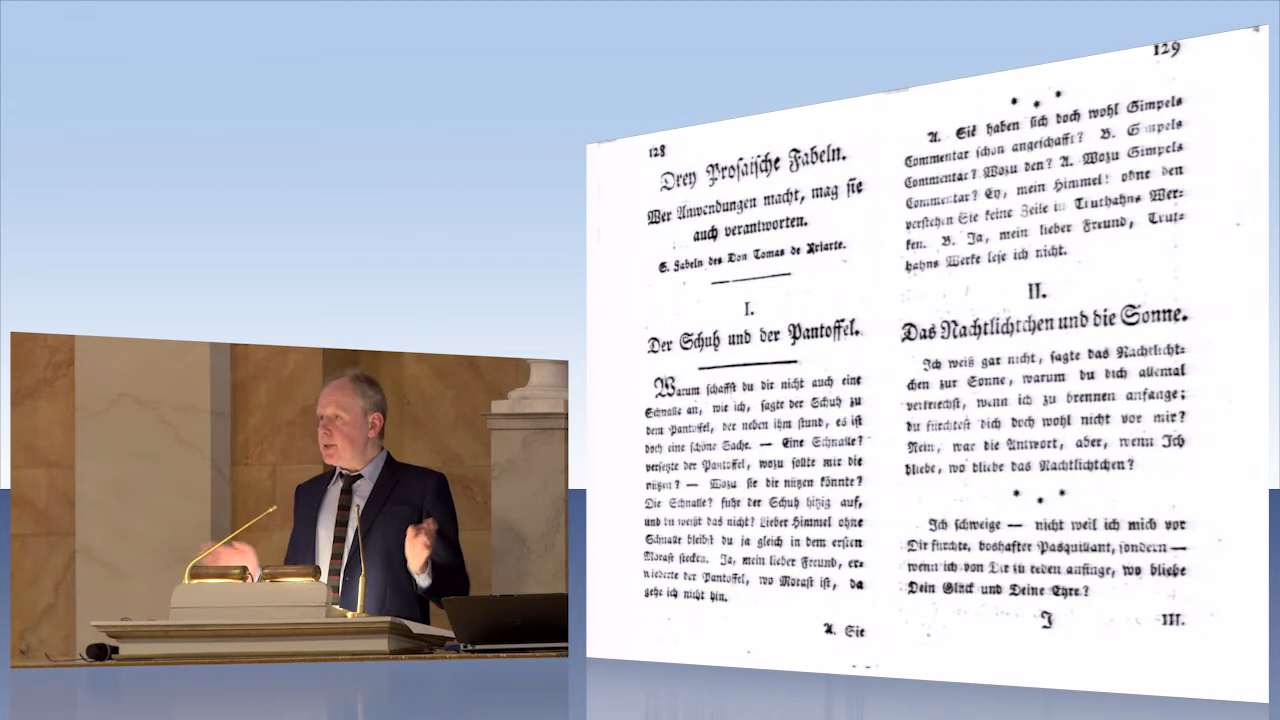 128
Drey Prosaische Fabeln.
Wer Anwendungen macht, mag sie
auch verantworten.
S. Fabeln des Don Tomas de Yriarte.
I.
Der Schuh und der Pantoffel.
Warum schaffst du dir nicht auch eine
Schnalle an, wie ich, sagte der Schuh zu
dem Pantoffel, der neben ihm stund, es ist
doch eine schöne Sache. — Eine Schnalle?
versetzte der Pantoffel, wozu sollte mir die
nützen? — Wozu sie dir nützen könnte?
Die Schnalle? fuhr der Schuh hitzig auf,
und du weißt das nicht? Lieber Himmel ohne
Schnalle bleibst du ja gleich in dem ersten
Morast stecken. Ja, mein lieber Freund, er-
wiederte der Pantoffel, wo Morast ist, da
gehe ich nicht hin.
A. Sie
129
* * *
A. Sie haben sich doch wohl Gimpels
Commentar schon angeschafft? B. Gimpels
Commentar? Wozu den? A. Wozu Gimpels
Commentar? Ey, mein Himmel! ohne den
verstehen Sie keine Zeile in Truthahns Wer-
ken. B. Ja, mein lieber Freund, Trut-
hahns Werke lese ich nicht.
II.
Das Nachtlichtchen und die Sonne.
Ich weiß gar nicht, sagte das Nachtlicht-
chen zur Sonne, warum du dich allemal
verkriechst, wenn ich zu brennen anfange;
du fürchtest dich doch wohl nicht vor mir?
Nein, war die Antwort, aber, wenn Ich
bliebe, wo bliebe das Nachtlichtchen?
* * *
Ich schweige — nicht weil ich mich vor
Dir fürchte, boshafter Pasquillant, sondern —
wenn ich von Dir zu reden anfinge, wo bliebe
Dein Glück und Deine Ehre?
J
III.